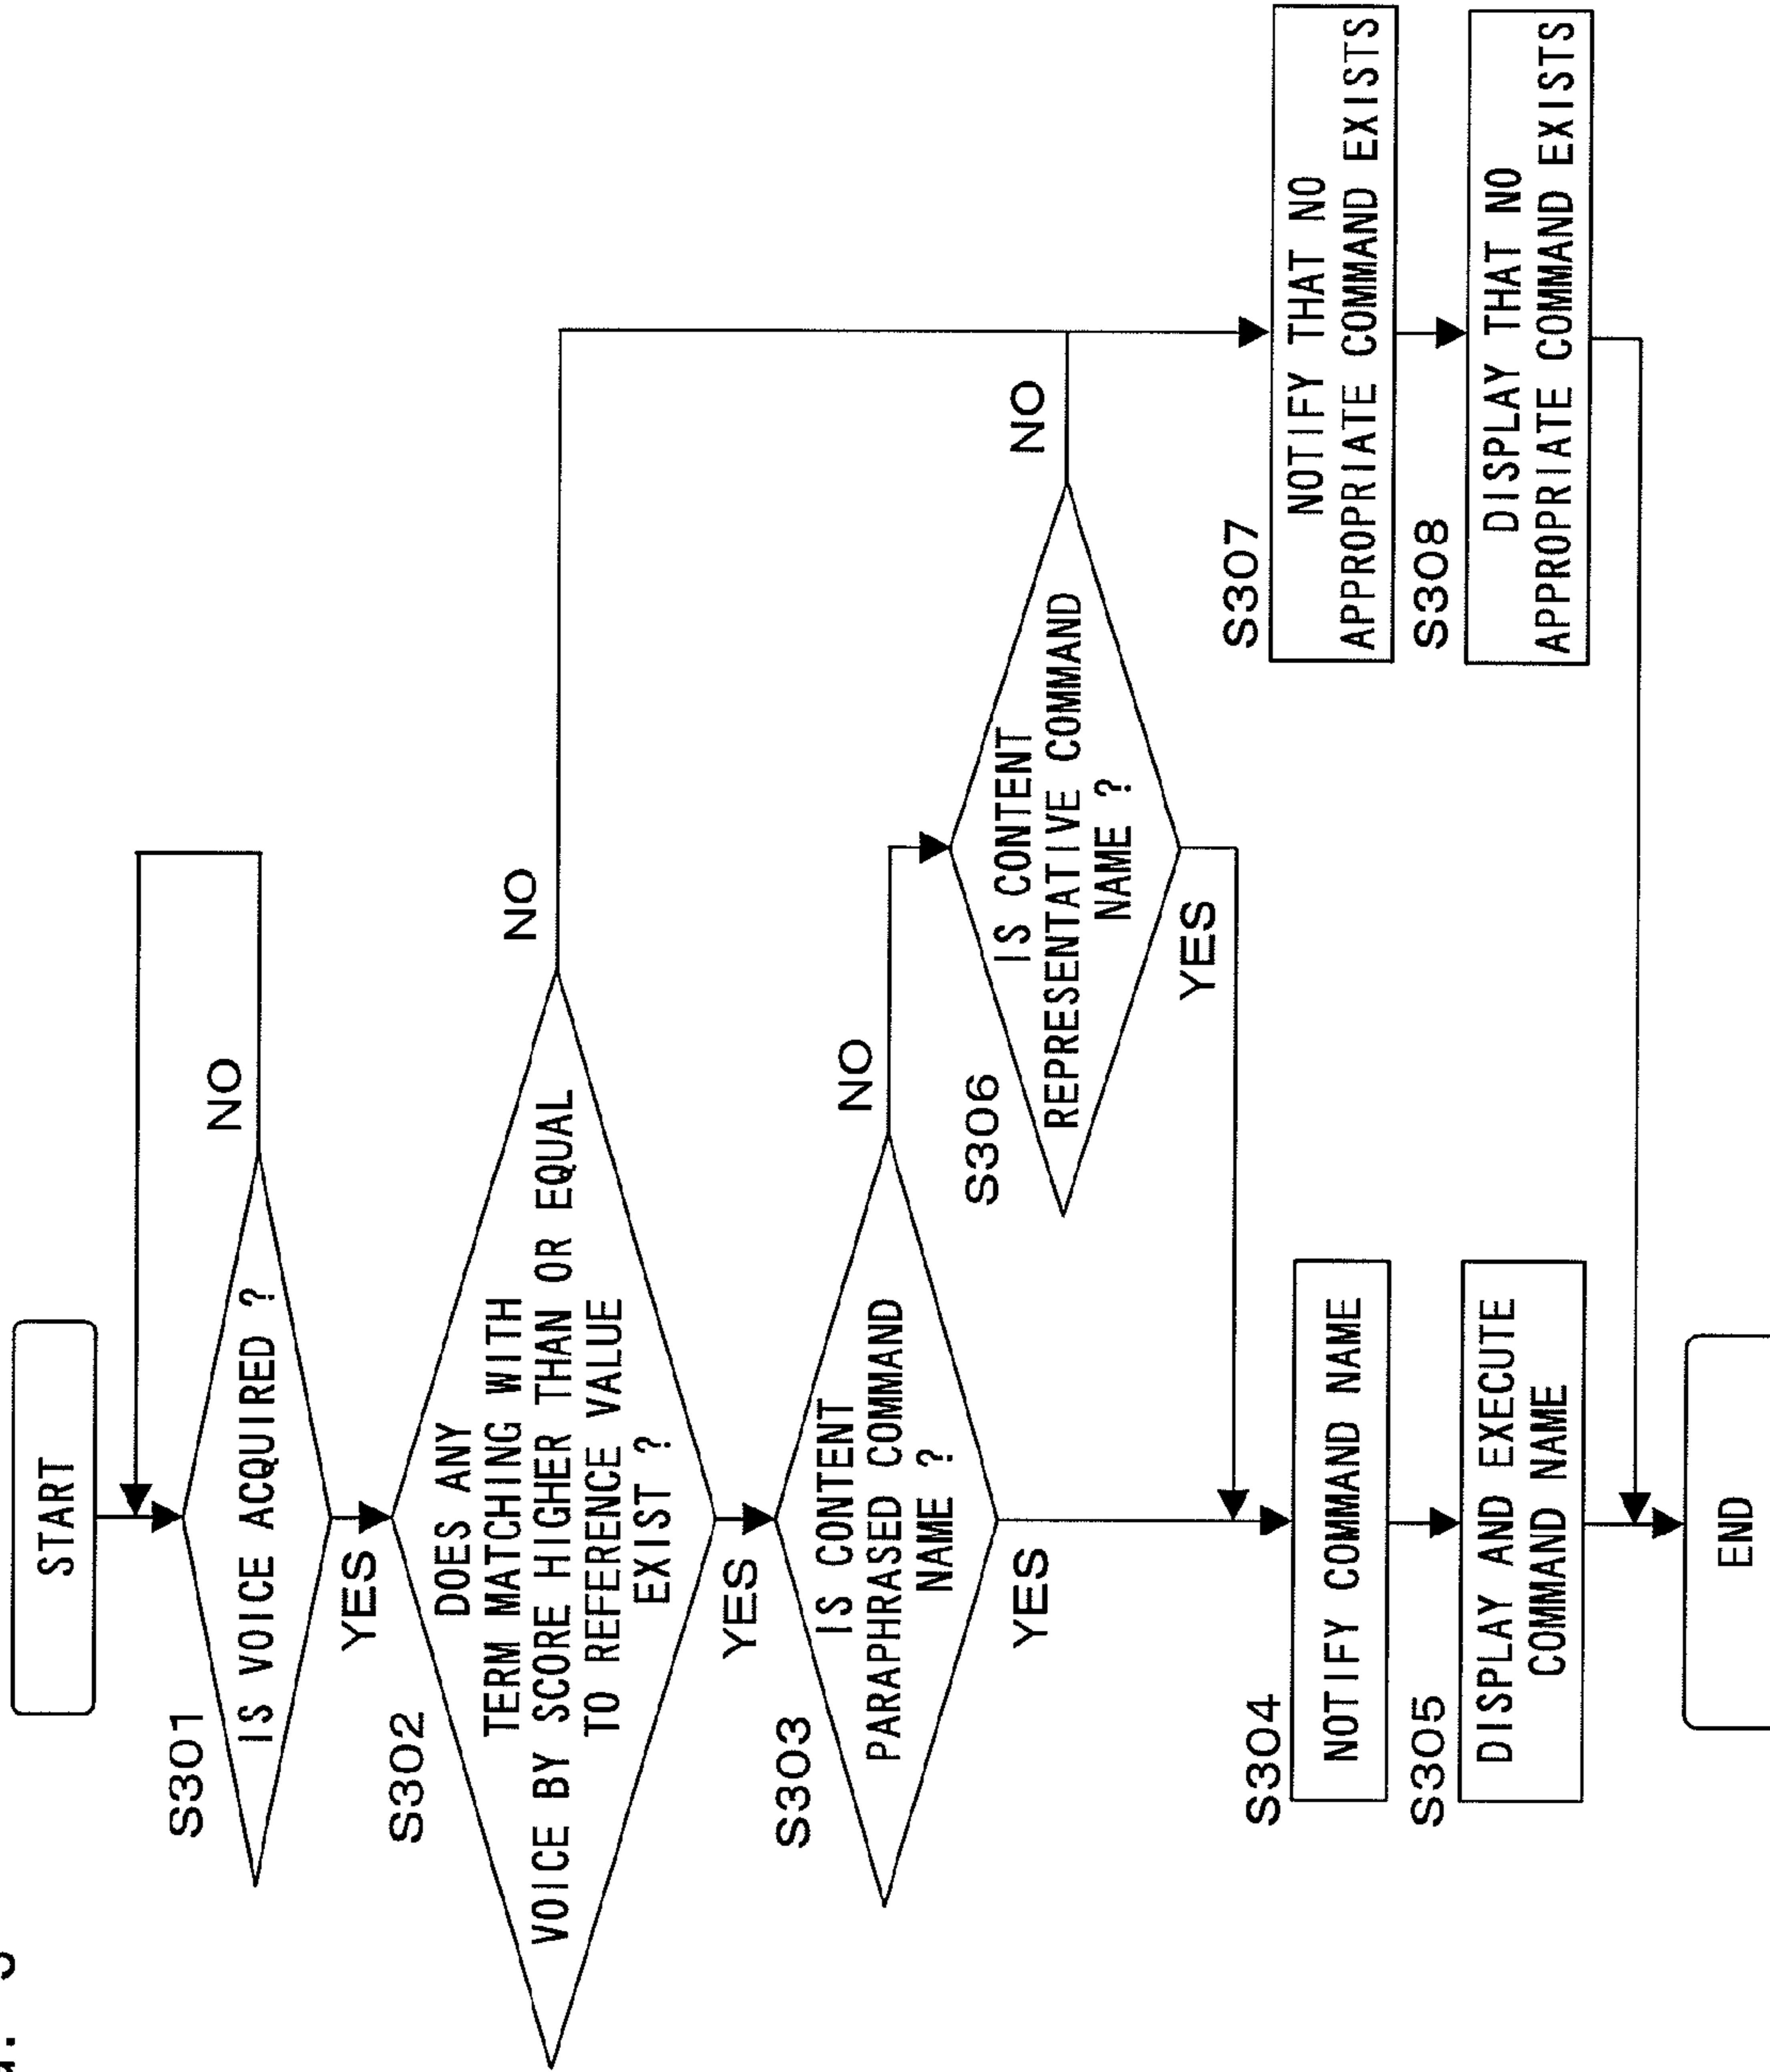 START
S301
IS VOICE ACQUIRED ?
NO
YES
S302
DOES ANY
TERM MATCHING WITH
VOICE BY SCORE HIGHER THAN OR EQUAL
TO REFERENCE VALUE
EXIST ?
NO
YES
S303
IS CONTENT
PARAPHRASED COMMAND
NAME ?
NO
YES
S306
IS CONTENT
REPRESENTATIVE COMMAND
NAME ?
NO
YES
S304
NOTIFY COMMAND NAME
S305
DISPLAY AND EXECUTE
COMMAND NAME
S307
NOTIFY THAT NO
APPROPRIATE COMMAND EXISTS
S308
DISPLAY THAT NO
APPROPRIATE COMMAND EXISTS
END